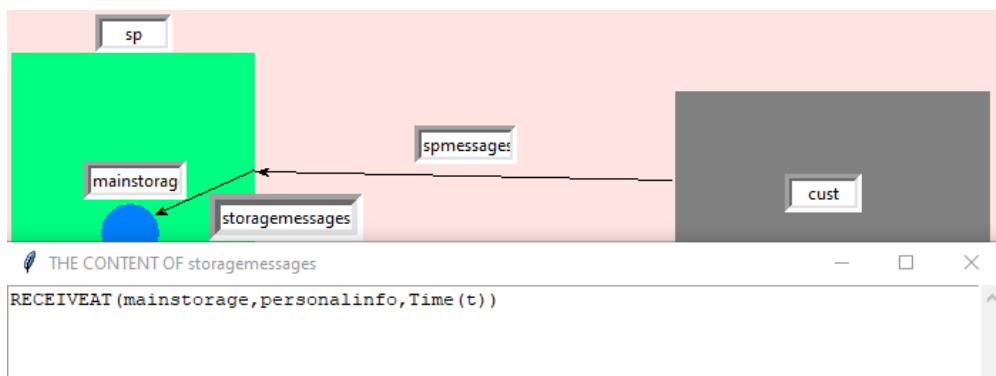 sp
spmessages
mainstorag
cust
storagemessages
THE CONTENT OF storagemessages
RECEIVEAT(mainstorage,personalinfo,Time(t))